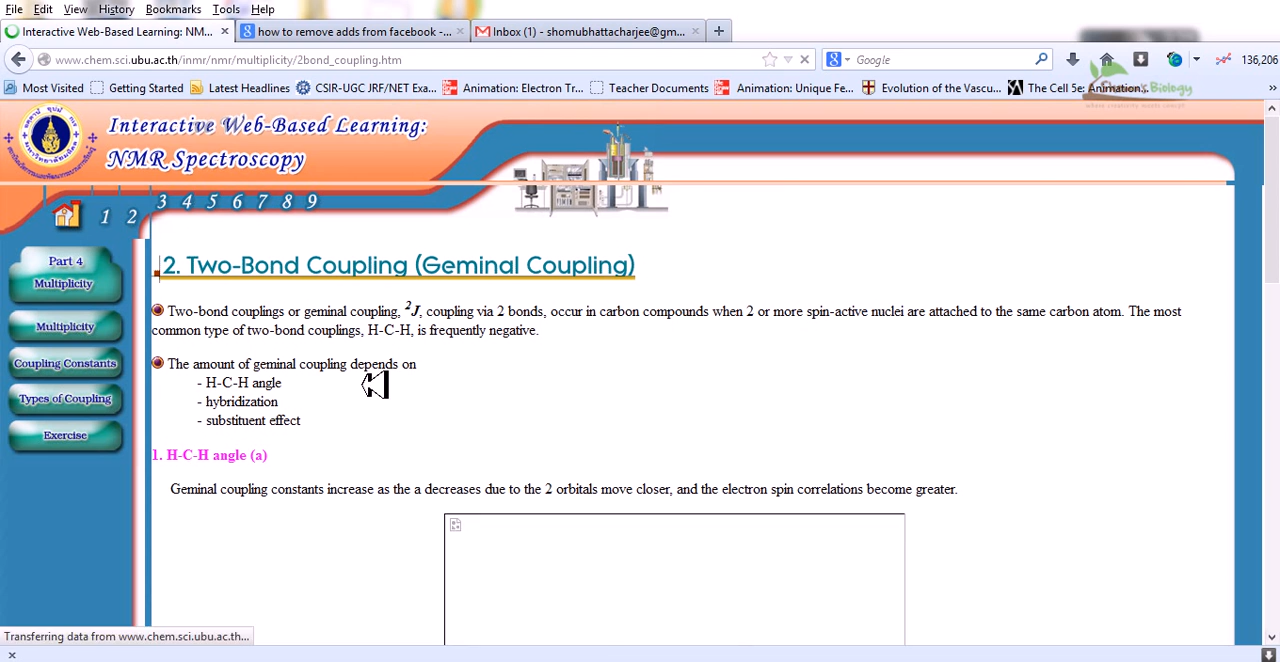 File Edit View History Bookmarks Tools Help
Interactive Web-Based Learning: NM... × how to remove adds from facebook -... × Inbox (1) - shomubhattacharjee@gm... × +
www.chem.sci.ubu.ac.th/inmr/nmr/multiplicity/2bond_coupling.htm Google 136,206
Most Visited Getting Started Latest Headlines CSIR-UGC JRF/NET Exa... Animation: Electron Tr... Teacher Documents Animation: Unique Fe... Evolution of the Vascu... The Cell 5e: Animation... »
Biology
Interactive Web-Based Learning:
NMR Spectroscopy
1 2 3 4 5 6 7 8 9
Part 4
Multiplicity
Multiplicity
Coupling Constants
Types of Coupling
Exercise
2. Two-Bond Coupling (Geminal Coupling)
Two-bond couplings or geminal coupling, ²J, coupling via 2 bonds, occur in carbon compounds when 2 or more spin-active nuclei are attached to the same carbon atom. The most
common type of two-bond couplings, H-C-H, is frequently negative.
The amount of geminal coupling depends on
- H-C-H angle
- hybridization
- substituent effect
1. H-C-H angle (a)
Geminal coupling constants increase as the a decreases due to the 2 orbitals move closer, and the electron spin correlations become greater.
Transferring data from www.chem.sci.ubu.ac.th...